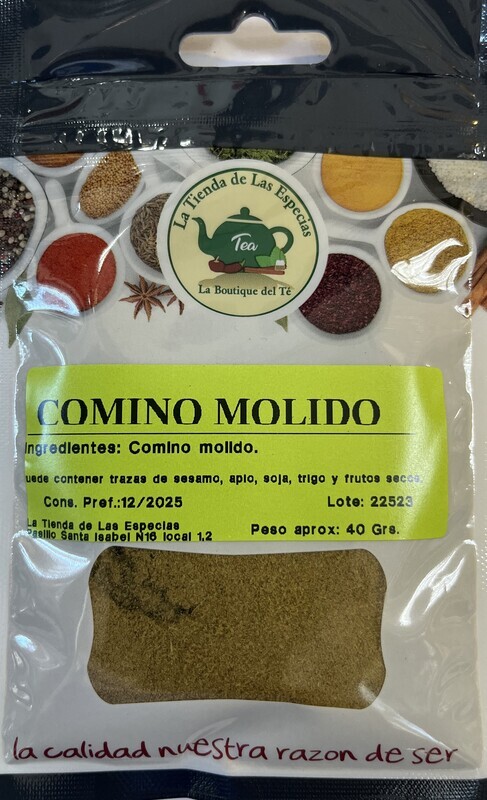 La Tienda de Las Especias
Tea
La Boutique del Té
COMINO MOLIDO
Ingredientes: Comino molido.
uede contener trazas de sesamo, apio, soja, trigo y frutos secos.
Cons. Pref.:12/2025 Lote: 22523
La Tienda de Las Especias
Pasillo Santa Isabel N16 local 1,2 Peso aprox: 40 Grs.
la calidad nuestra razon de ser